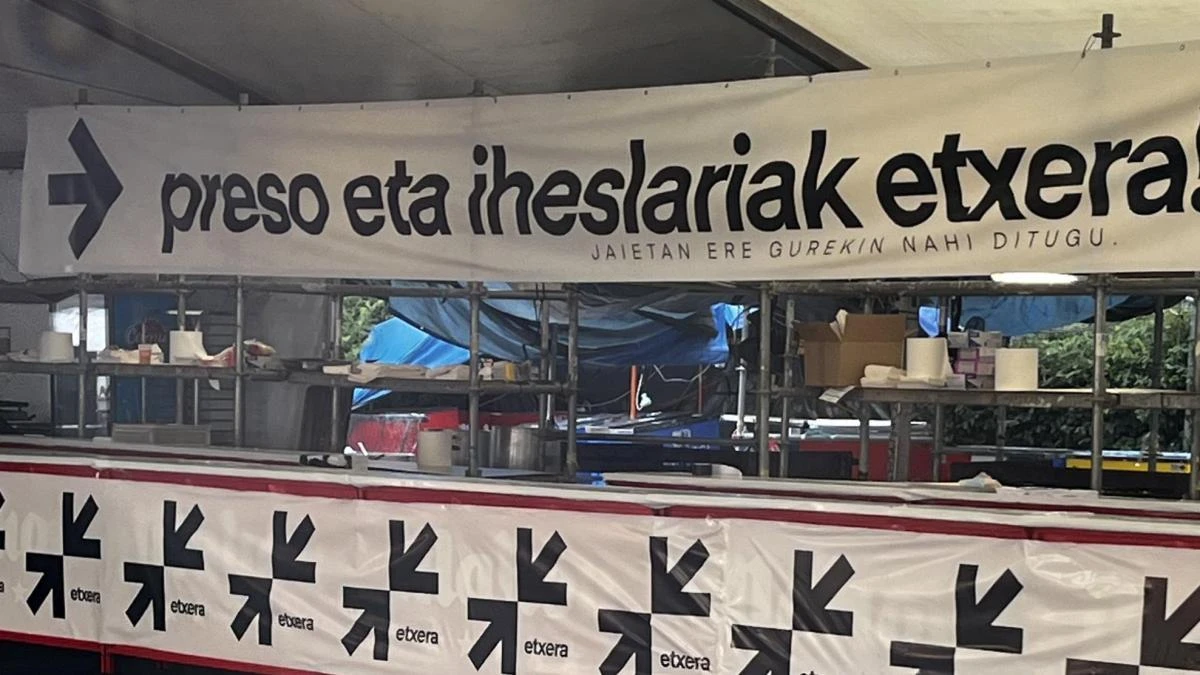 preso eta iheslariak etxera!
JAIETAN ERE GUREKIN NAHI DITUGU.
etxera
etxera
etxera
etxera
etxera
etxera